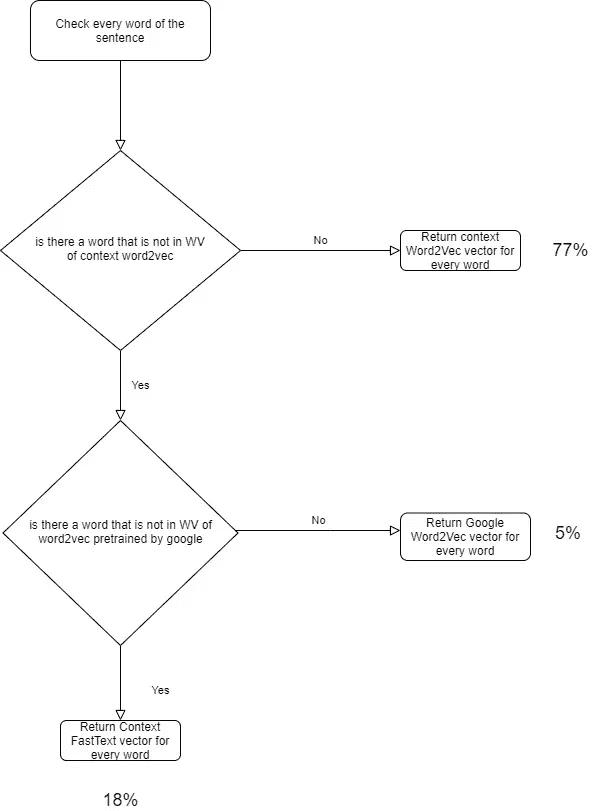 Check every word of the
sentence
is there a word that is not in WV
of context word2vec
No
Return context
Word2Vec vector for
every word
77%
Yes
is there a word that is not in WV of
word2vec pretrained by google
No
Return Google
Word2Vec vector for
every word
5%
Yes
Return Context
FastText vector for
every word
18%